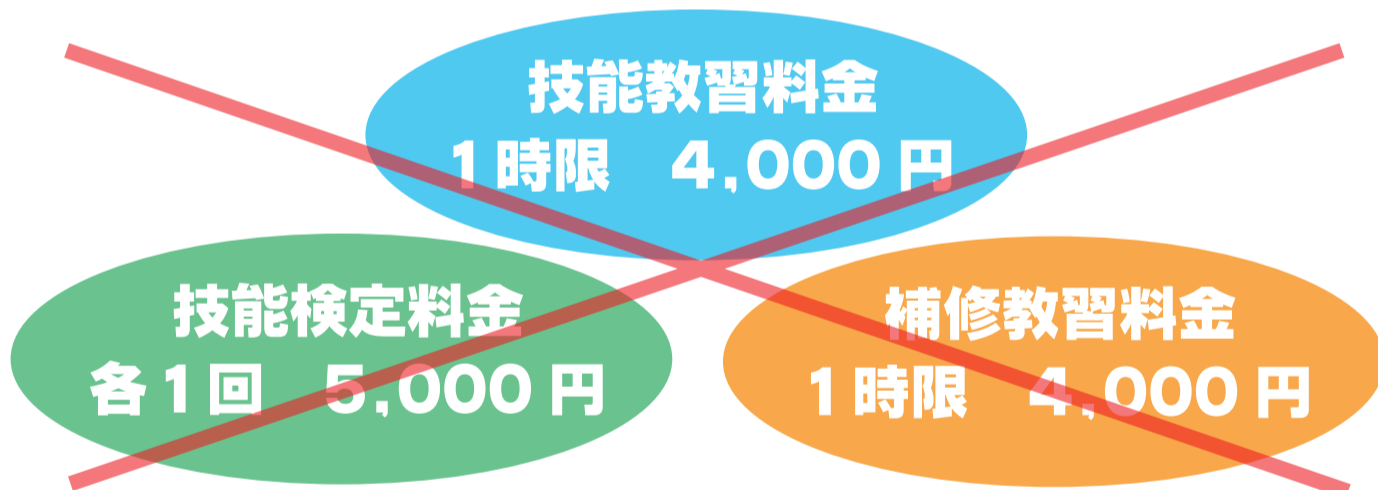 技能教習料金
1時限　4,000円
技能検定料金
各1回　5,000円
補修教習料金
1時限　4,000円